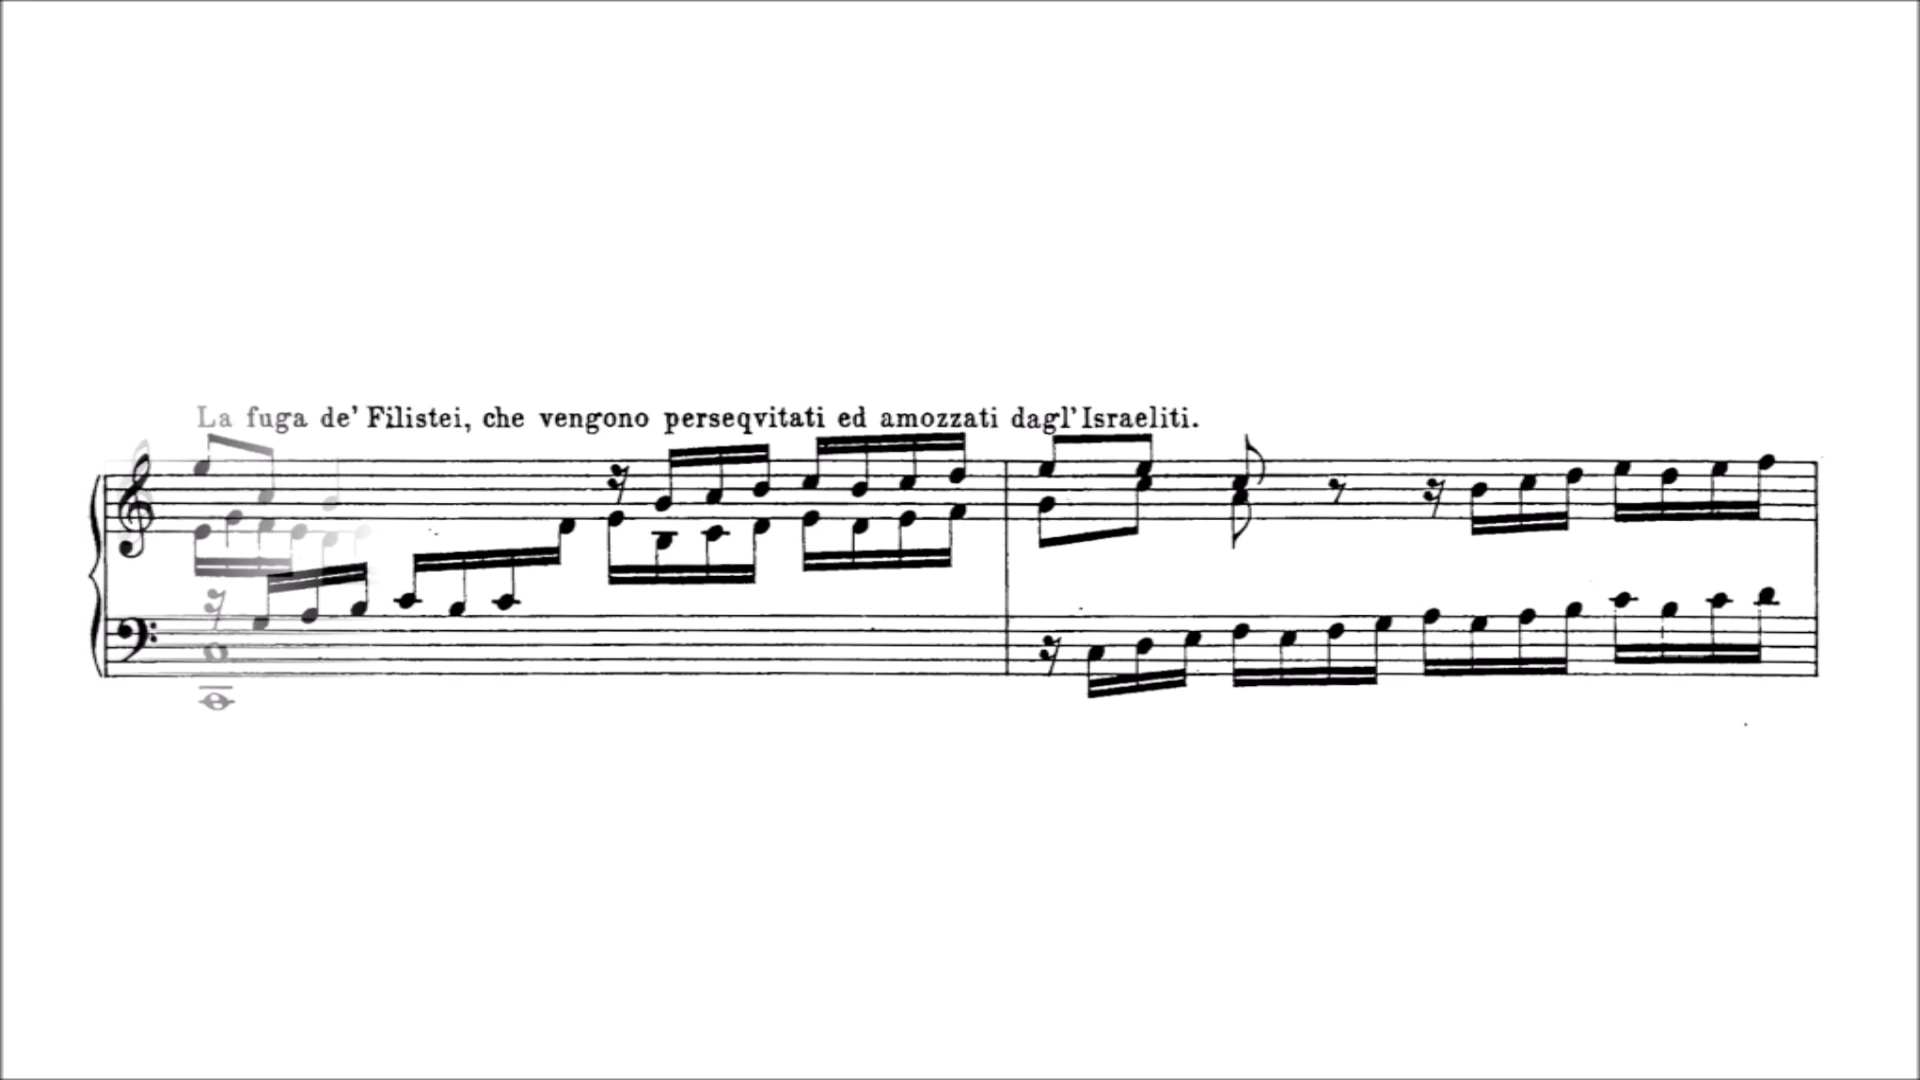 La fuga de' Filistei, che vengono perseqvitati ed amozzati dagl' Israeliti.